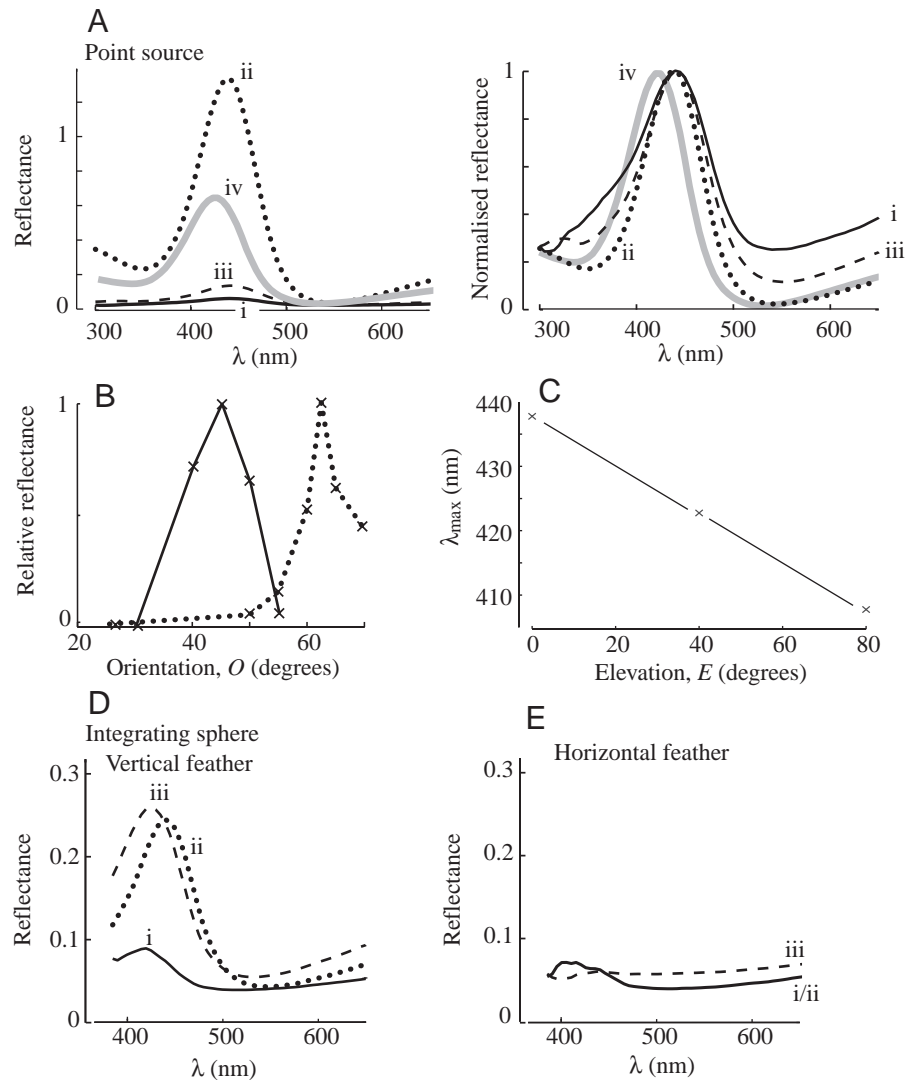 A
Point source
ii
iv
iii
i
Reflectance
1
0
300 400 500 600
λ (nm)
iv
i
iii
ii
Normalised reflectance
1
0
300 400 500 600
λ (nm)
B
Relative reflectance
1
0
20 40 60
Orientation, O (degrees)
C
λmax (nm)
440
430
420
410
0 20 40 60 80
Elevation, E (degrees)
D
Integrating sphere
Vertical feather
iii
ii
i
Reflectance
0.3
0.2
0.1
0
400 500 600
λ (nm)
E
Horizontal feather
iii
i/ii
Reflectance
0.3
0.2
0.1
0
400 500 600
λ (nm)